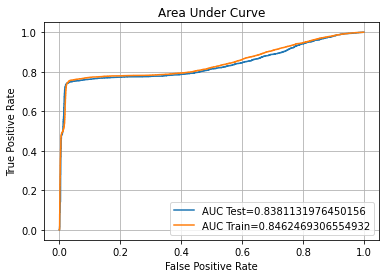 Area Under Curve
True Positive Rate
1.0
0.8
0.6
0.4
0.2
0.0
AUC Test=0.8381131976450156
AUC Train=0.8462469306554932
0.0 0.2 0.4 0.6 0.8 1.0
False Positive Rate